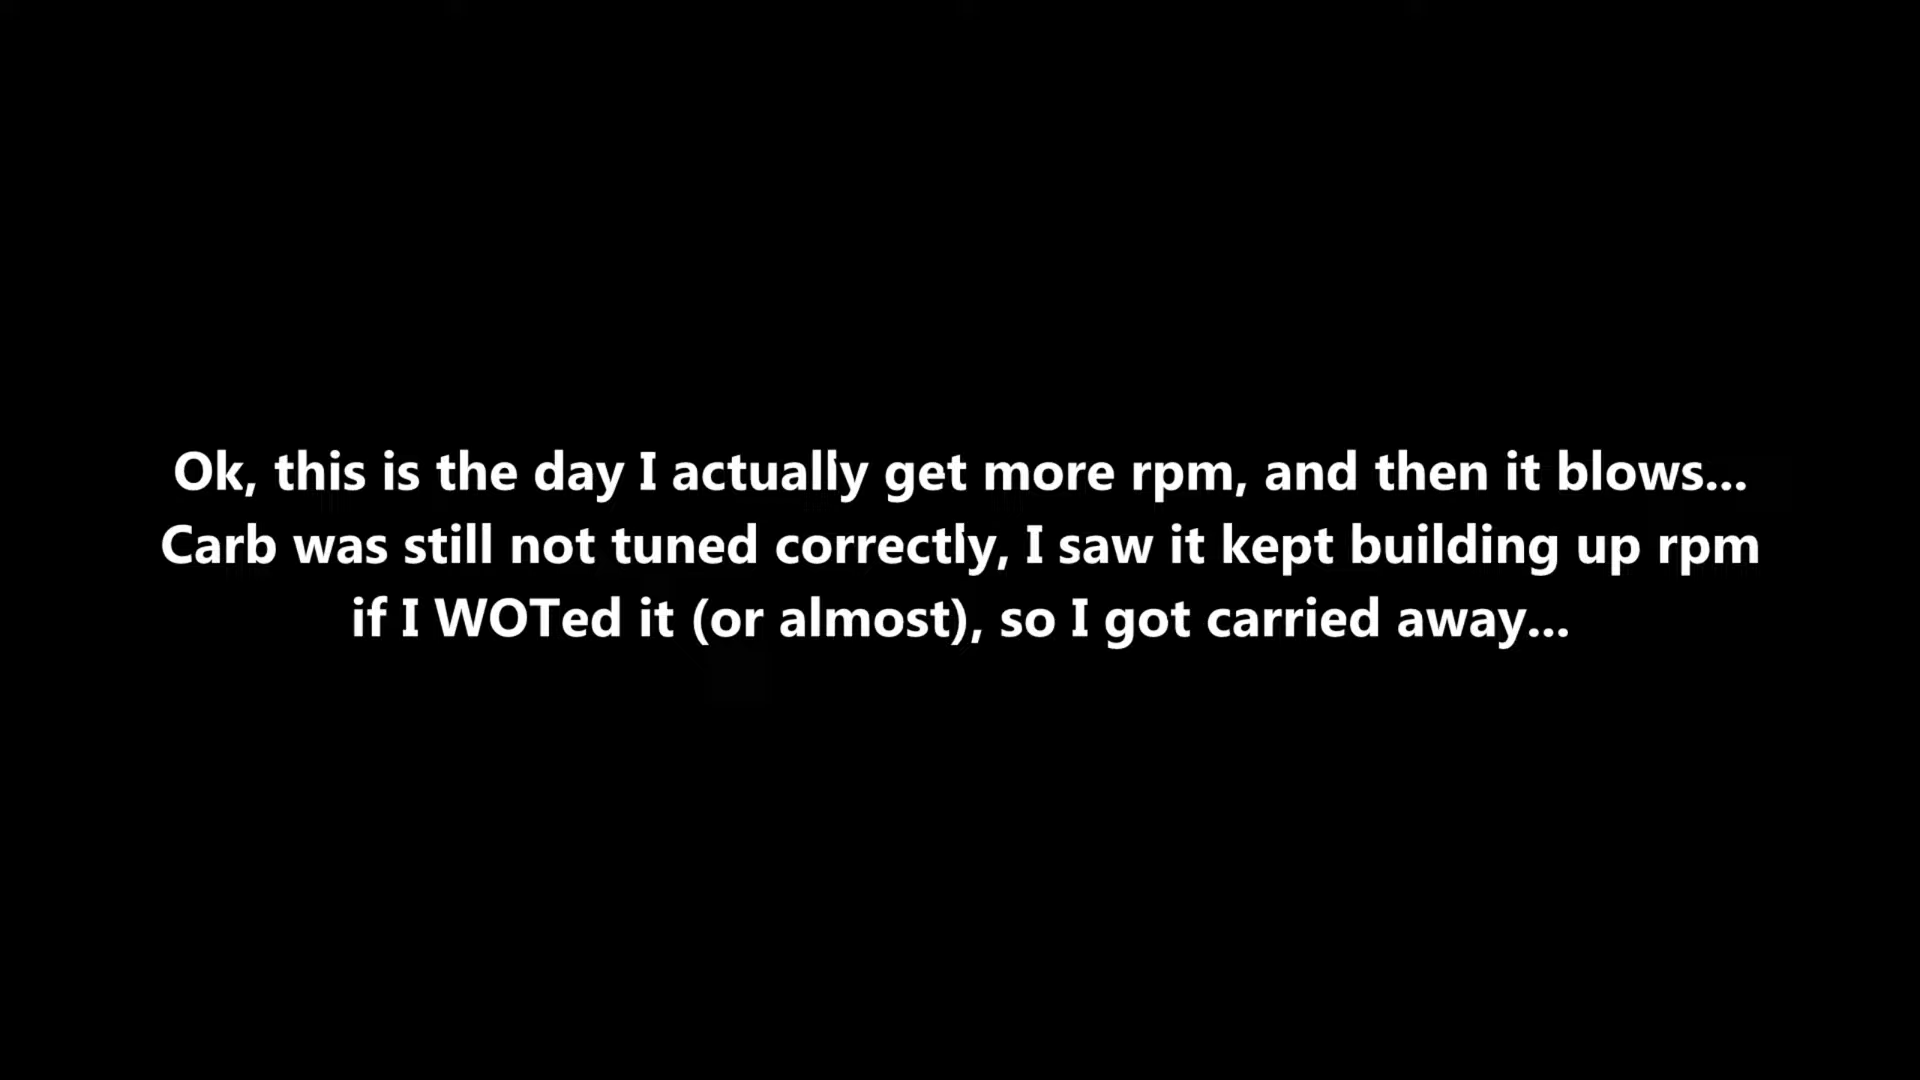 Ok, this is the day I actually get more rpm, and then it blows...
Carb was still not tuned correctly, I saw it kept building up rpm
if I WOTed it (or almost), so I got carried away...